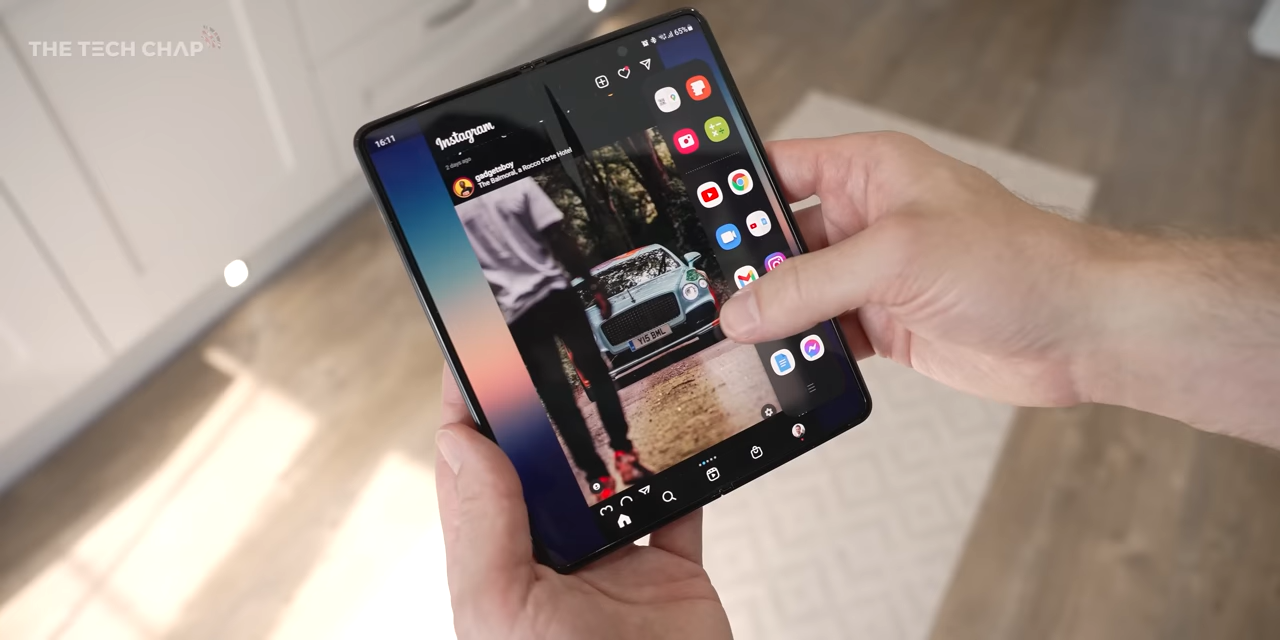 THE TECH CHAP
16:11
65%
Instagram
2 days ago
gadgetsboy
The Balmoral, a Rocco Forte Hotel
Y15 BML